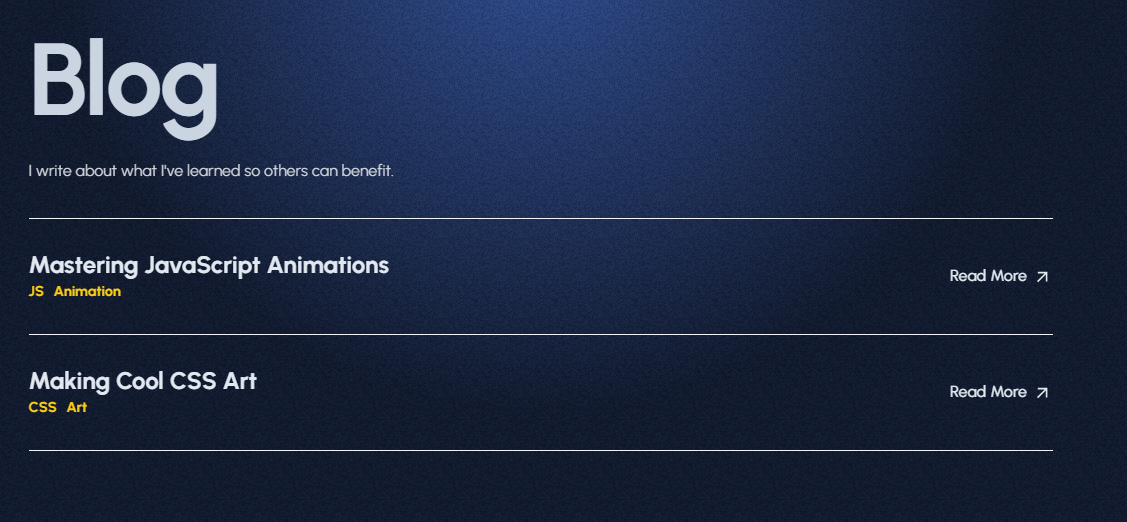 Blog
I write about what I've learned so others can benefit.
Mastering JavaScript Animations
JS Animation
Read More
Making Cool CSS Art
CSS Art
Read More